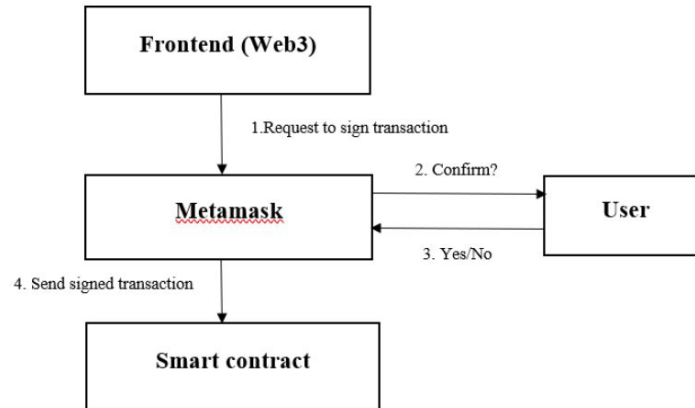 Frontend (Web3)
1.Request to sign transaction
2. Confirm?
Metamask
User
3. Yes/No
4. Send signed transaction
Smart contract